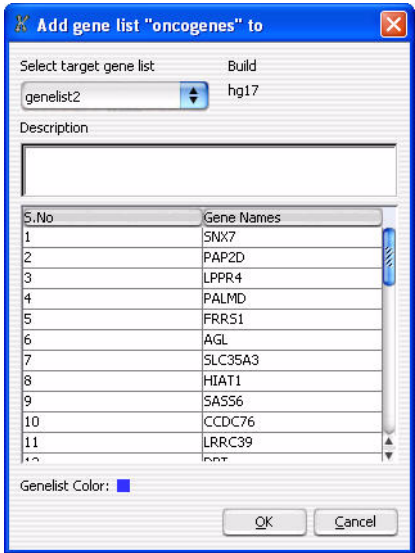 Add gene list "oncogenes" to
Select target gene list Build
genelist2 hg17
Description
S.No Gene Names
1 SNX7
2 PAP2D
3 LPPR4
4 PALMD
5 FRRS1
6 AGL
7 SLC35A3
8 HIAT1
9 SASS6
10 CCDC76
11 LRRC39
Genelist Color:
OK Cancel